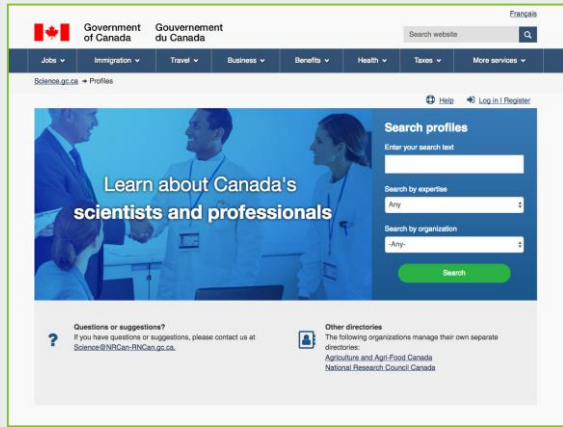 Français
Government of Canada
Gouvernement du Canada
Search website
Jobs
Immigration
Travel
Business
Benefits
Health
Taxes
More services
Science.gc.ca ➔ Profiles
Help
Log in | Register
Learn about Canada's
scientists and professionals
Search profiles
Enter your search text
Search by expertise
Any
Search by organization
-Any-
Search
Questions or suggestions?
If you have questions or suggestions, please contact us at
Science@NRCan-RNCan.gc.ca.
Other directories
The following organizations manage their own separate
directories:
Agriculture and Agri-Food Canada
National Research Council Canada